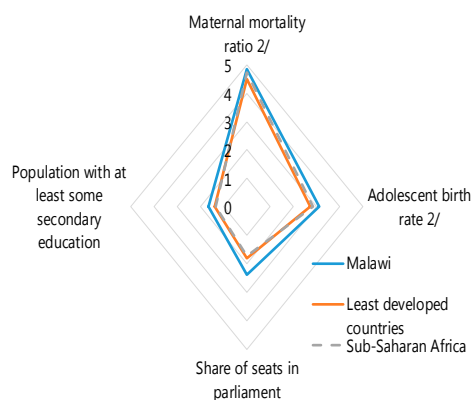 Maternal mortality
ratio 2/
5
4
3
2
1
0
Population with at
least some
secondary
education
Adolescent birth
rate 2/
Malawi
Least developed
countries
Sub-Saharan Africa
Share of seats in
parliament